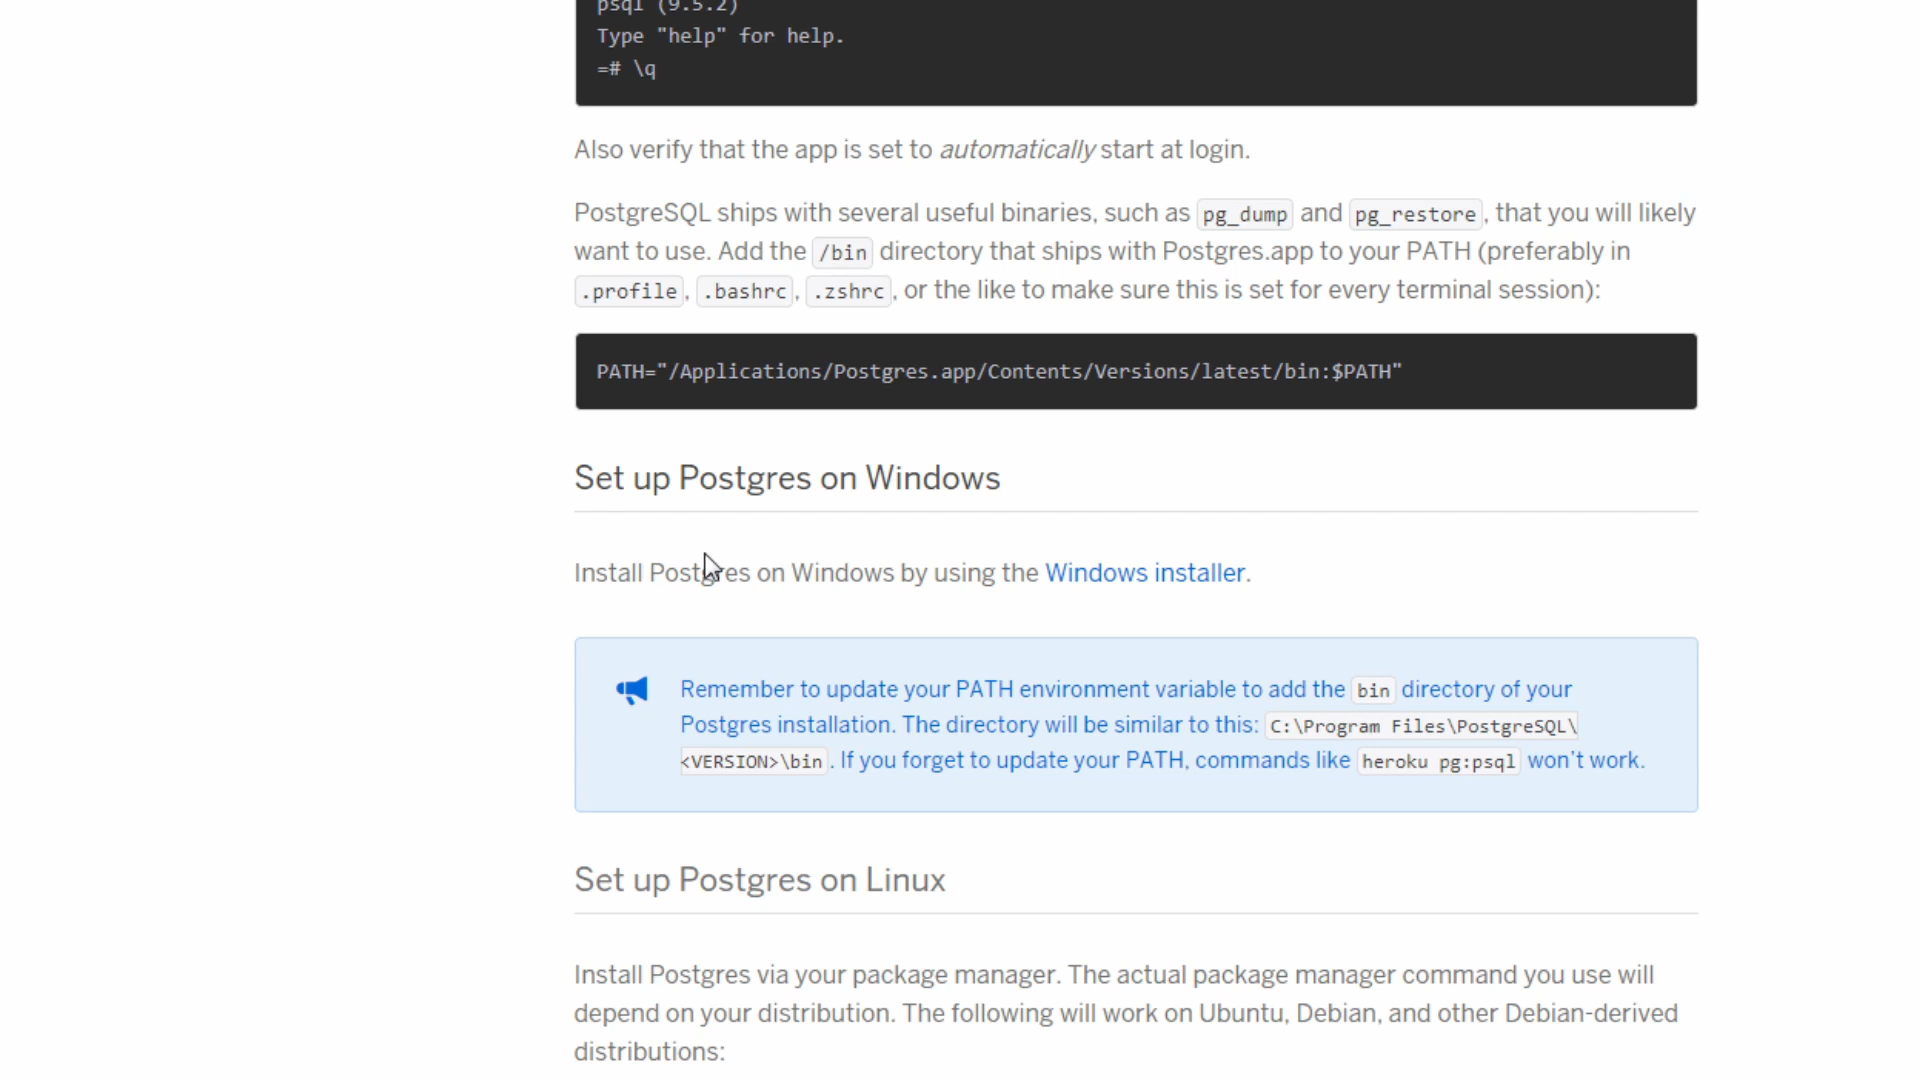 psql (9.5.2)
Type "help" for help.
=# \q
Also verify that the app is set to automatically start at login.
PostgreSQL ships with several useful binaries, such as pg_dump and pg_restore, that you will likely
want to use. Add the /bin directory that ships with Postgres.app to your PATH (preferably in
.profile, .bashrc, .zshrc, or the like to make sure this is set for every terminal session):
PATH="/Applications/Postgres.app/Contents/Versions/latest/bin:$PATH"
Set up Postgres on Windows
Install Postgres on Windows by using the Windows installer.
Remember to update your PATH environment variable to add the bin directory of your
Postgres installation. The directory will be similar to this: C:\Program Files\PostgreSQL\
<VERSION>\bin. If you forget to update your PATH, commands like heroku pg:psql won't work.
Set up Postgres on Linux
Install Postgres via your package manager. The actual package manager command you use will
depend on your distribution. The following will work on Ubuntu, Debian, and other Debian-derived
distributions: